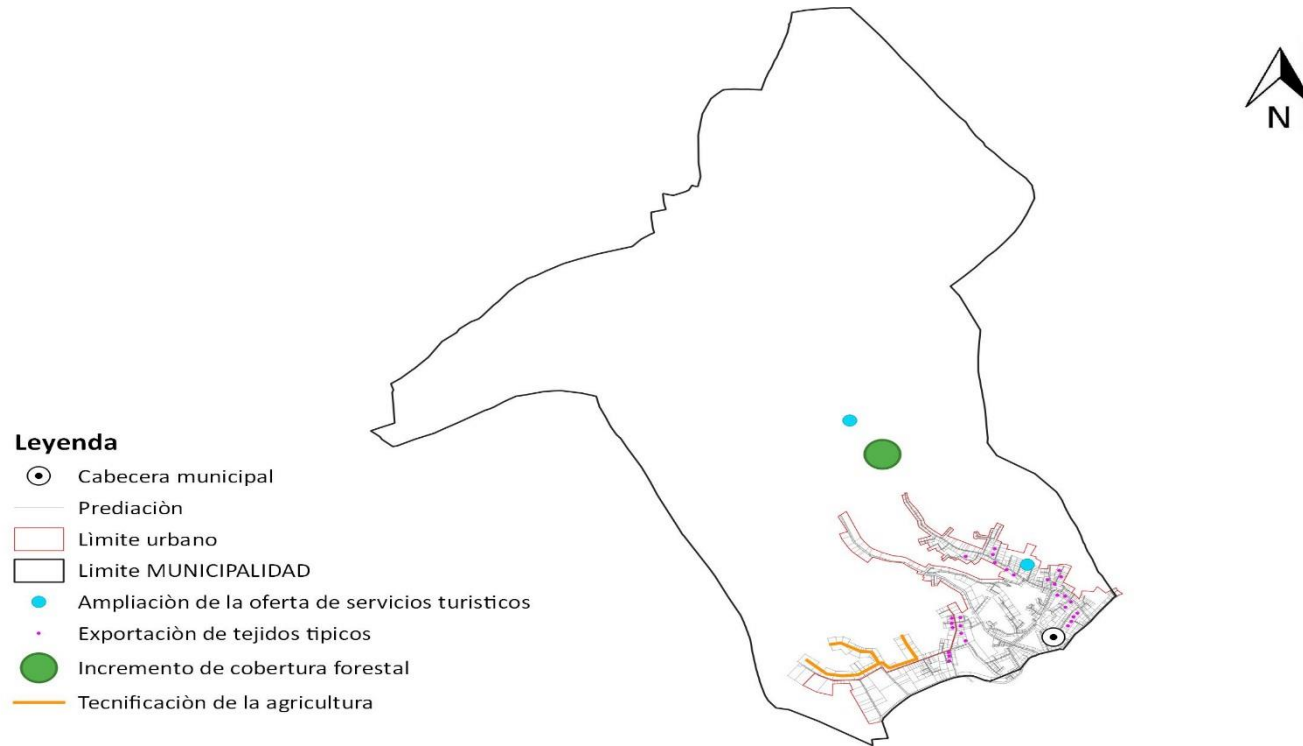 N
Leyenda
Cabecera municipal
Prediaciòn
Lìmite urbano
Limite MUNICIPALIDAD
Ampliaciòn de la oferta de servicios turisticos
Exportaciòn de tejidos tipicos
Incremento de cobertura forestal
Tecnificaciòn de la agricultura